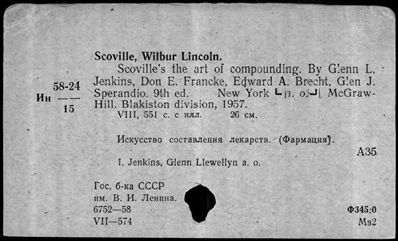 Scoville, Wilbur Lincoln.
Scoville's the art of compounding. By Glenn L.
Jenkins, Don E. Francke, Edward A. Brecht, Glen J.
Sperandio. 9th ed. New York McGraw-
Hill. Blakiston division, 1957.
VIII, 551 с. с илл. 26 см.
58-24
Ин
15
Искусство составления лекарств. (Фармация).
А35
I. Jenkins, Glenn Llewellyn a. o.
Гос. б-ка СССР
им. В. И. Ленина.
6752—58
VII—574
Ф345:0
Мв2